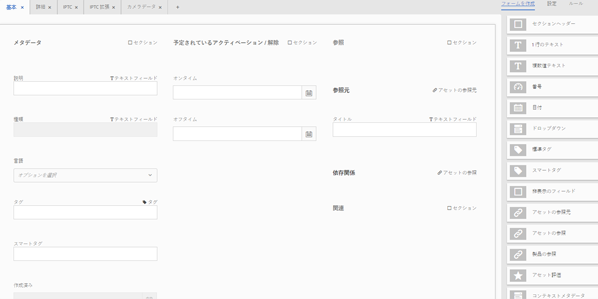 基本 ×
評価 ×
IPTC ×
IPTC 拡張 ×
カメラデータ ×
+
フォームを作成
設定
ルール
メタデータ
セクション
説明
テキストフィールド
種類
テキストフィールド
言語
オプションを選択
タグ
タグ
スマートタグ
作成済み
予定されているアクティベーション / 解除
セクション
オンタイム
オフタイム
参照
セクション
参照元
アセットの参照元
タイトル
テキストフィールド
依存関係
アセットの参照
関連
セクション
セクションヘッダー
1 行のテキスト
複数値テキスト
番号
日付
ドロップダウン
標準タグ
スマートタグ
非表示のフィールド
アセットの参照元
アセットの参照
製品の参照
アセット評価
コンテキストメタデータ